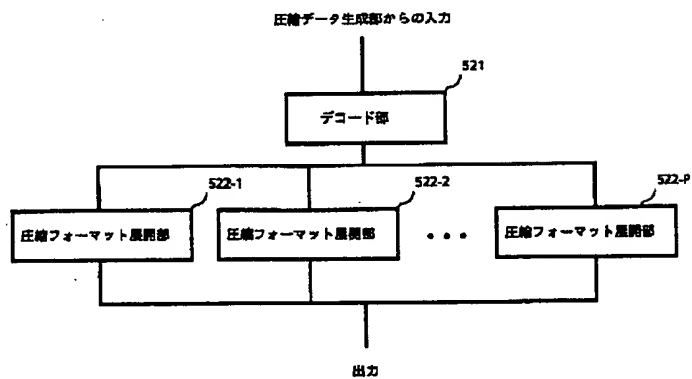 圧縮データ生成部からの入力
521
デコード部
522-1
522-2
522-P
圧縮フォーマット展開部
圧縮フォーマット展開部
・・・
圧縮フォーマット展開部
出力